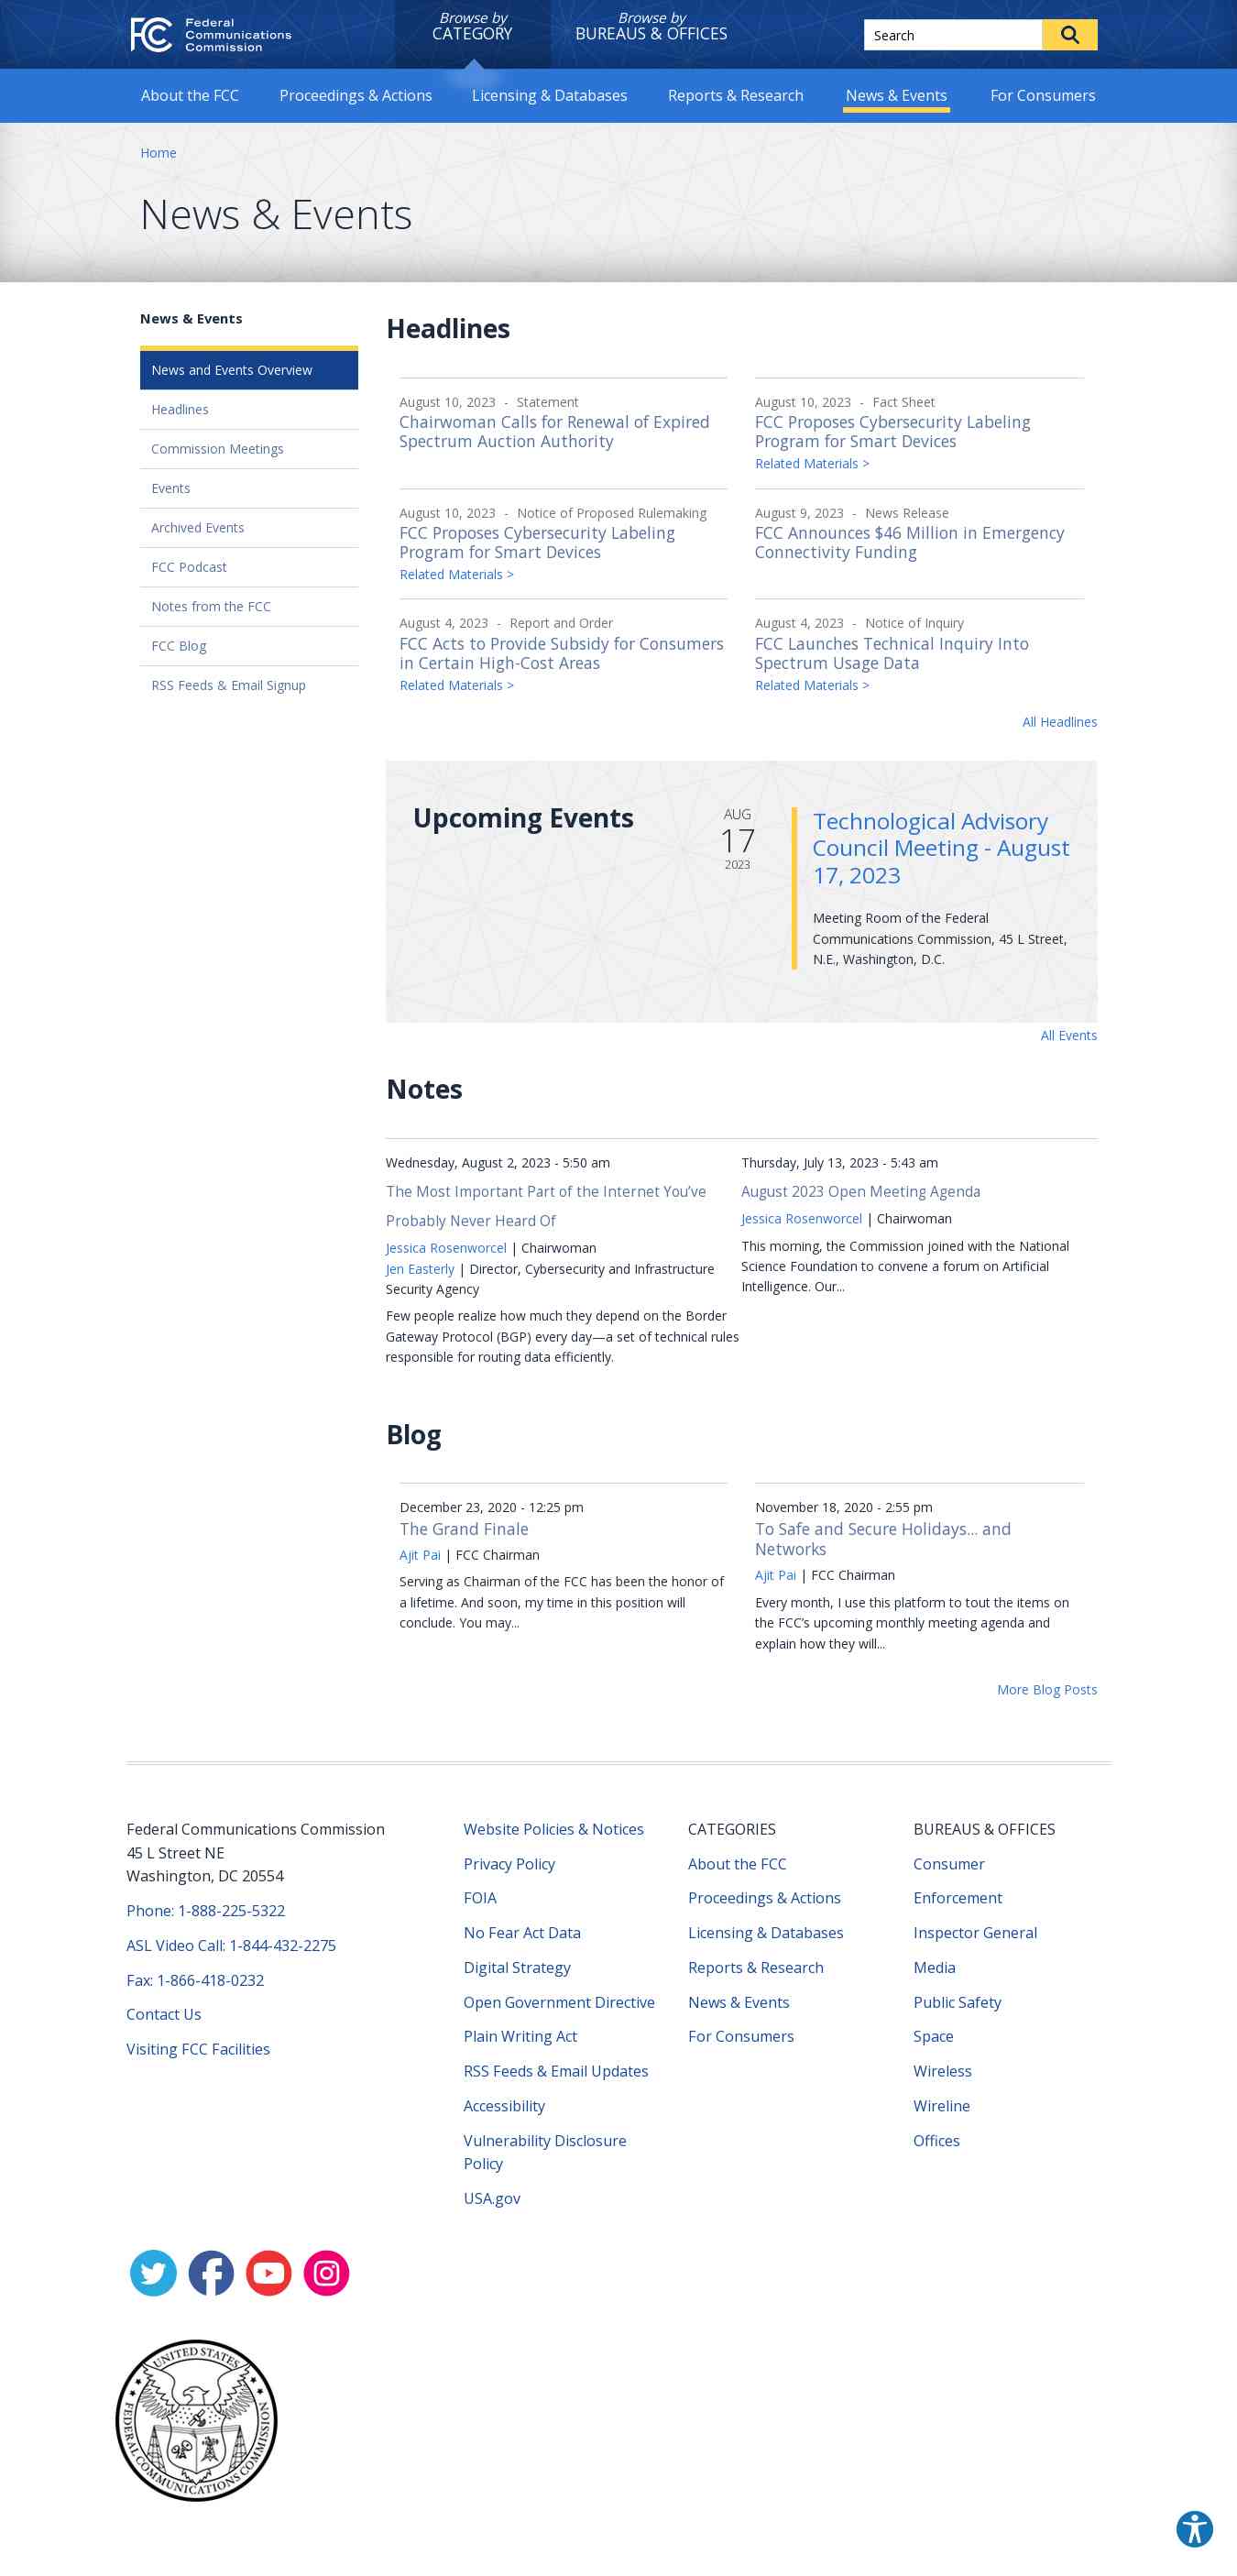 Federal
Communications
Commission
Browse by
CATEGORY
Browse by
BUREAUS & OFFICES
Search
About the FCC
Proceedings & Actions
Licensing & Databases
Reports & Research
News & Events
For Consumers
Home
News & Events
News & Events
News and Events Overview
Headlines
Commission Meetings
Events
Archived Events
FCC Podcast
Notes from the FCC
FCC Blog
RSS Feeds & Email Signup
Headlines
August 10, 2023 - Statement
Chairwoman Calls for Renewal of Expired
Spectrum Auction Authority
August 10, 2023 - Fact Sheet
FCC Proposes Cybersecurity Labeling
Program for Smart Devices
Related Materials >
August 10, 2023 - Notice of Proposed Rulemaking
FCC Proposes Cybersecurity Labeling
Program for Smart Devices
Related Materials >
August 9, 2023 - News Release
FCC Announces $46 Million in Emergency
Connectivity Funding
August 4, 2023 - Report and Order
FCC Acts to Provide Subsidy for Consumers
in Certain High-Cost Areas
Related Materials >
August 4, 2023 - Notice of Inquiry
FCC Launches Technical Inquiry Into
Spectrum Usage Data
Related Materials >
All Headlines
Upcoming Events
AUG
17
2023
Technological Advisory
Council Meeting - August
17, 2023
Meeting Room of the Federal
Communications Commission, 45 L Street,
N.E., Washington, D.C.
All Events
Notes
Wednesday, August 2, 2023 - 5:50 am
The Most Important Part of the Internet You’ve
Probably Never Heard Of
Jessica Rosenworcel | Chairwoman
Jen Easterly | Director, Cybersecurity and Infrastructure
Security Agency
Few people realize how much they depend on the Border
Gateway Protocol (BGP) every day—a set of technical rules
responsible for routing data efficiently.
Thursday, July 13, 2023 - 5:43 am
August 2023 Open Meeting Agenda
Jessica Rosenworcel | Chairwoman
This morning, the Commission joined with the National
Science Foundation to convene a forum on Artificial
Intelligence. Our...
Blog
December 23, 2020 - 12:25 pm
The Grand Finale
Ajit Pai | FCC Chairman
Serving as Chairman of the FCC has been the honor of
a lifetime. And soon, my time in this position will
conclude. You may...
November 18, 2020 - 2:55 pm
To Safe and Secure Holidays... and
Networks
Ajit Pai | FCC Chairman
Every month, I use this platform to tout the items on
the FCC’s upcoming monthly meeting agenda and
explain how they will...
More Blog Posts
Federal Communications Commission
45 L Street NE
Washington, DC 20554
Phone: 1-888-225-5322
ASL Video Call: 1-844-432-2275
Fax: 1-866-418-0232
Contact Us
Visiting FCC Facilities
Website Policies & Notices
Privacy Policy
FOIA
No Fear Act Data
Digital Strategy
Open Government Directive
Plain Writing Act
RSS Feeds & Email Updates
Accessibility
Vulnerability Disclosure
Policy
USA.gov
CATEGORIES
About the FCC
Proceedings & Actions
Licensing & Databases
Reports & Research
News & Events
For Consumers
BUREAUS & OFFICES
Consumer
Enforcement
Inspector General
Media
Public Safety
Space
Wireless
Wireline
Offices
UNITED STATES
FEDERAL COMMUNICATIONS COMMISSION